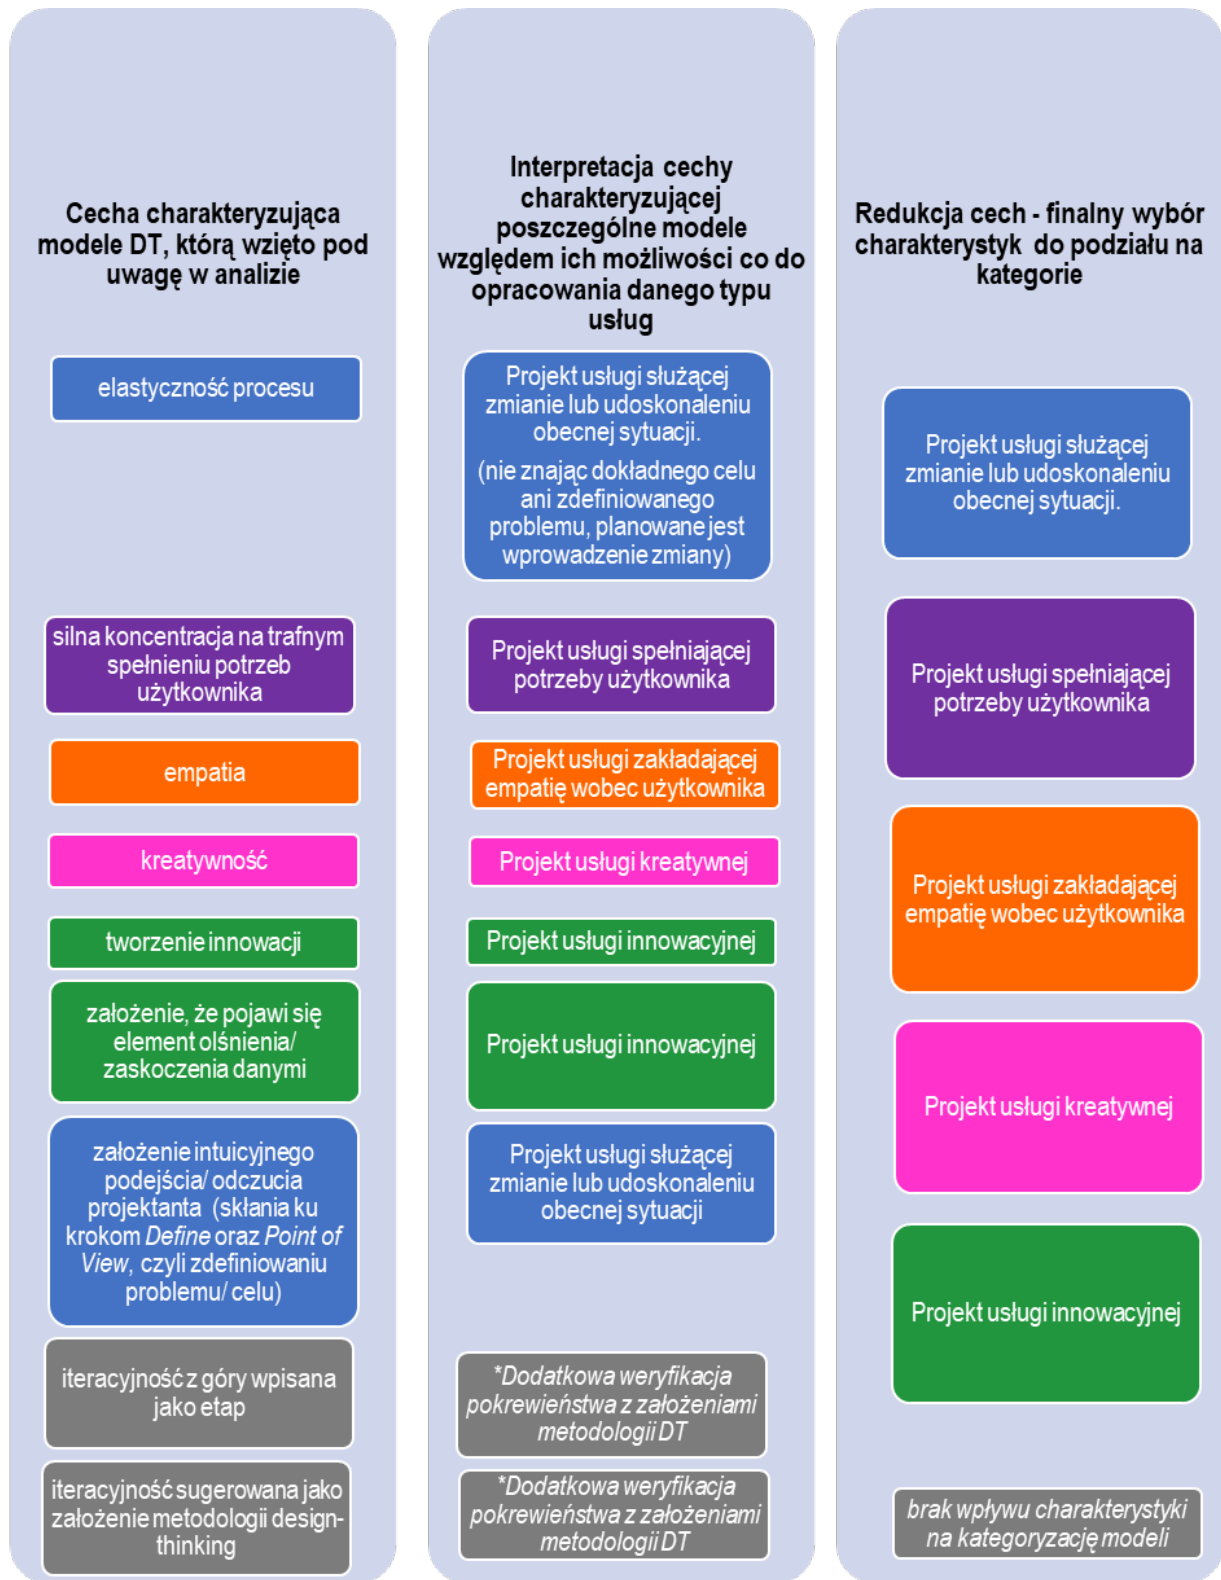 Cecha charakteryzująca
modele DT, którą wzięto pod
uwagę w analizie
elastyczność procesu
silna koncentracja na trafnym
spełnieniu potrzeb
użytkownika
empatia
kreatywność
tworzenie innowacji
założenie, że pojawi się
element olśnienia/
zaskoczenia danymi
założenie intuicyjnego
podejścia/ odczucia
projektanta (skłania ku
krokom Define oraz Point of
View, czyli zdefiniowaniu
problemu/ celu)
iteracyjność z góry wpisana
jako etap
iteracyjność sugerowana jako
założenie metodologii design-
thinking
Interpretacja cechy
charakteryzującej
poszczególne modele
względem ich możliwości co do
opracowania danego typu
usług
Projekt usługi służącej
zmianie lub udoskonaleniu
obecnej sytuacji.
(nie znając dokładnego celu
ani zdefiniowanego
problemu, planowane jest
wprowadzenie zmiany)
Projekt usługi spełniającej
potrzeby użytkownika
Projekt usługi zakładającej
empatię wobec użytkownika
Projekt usługi kreatywnej
Projekt usługi innowacyjnej
Projekt usługi innowacyjnej
Projekt usługi służącej
zmianie lub udoskonaleniu
obecnej sytuacji
*Dodatkowa weryfikacja
pokrewieństwa z założeniami
metodologii DT
*Dodatkowa weryfikacja
pokrewieństwa z założeniami
metodologii DT
Redukcja cech - finalny wybór
charakterystyk do podziału na
kategorie
Projekt usługi służącej
zmianie lub udoskonaleniu
obecnej sytuacji.
Projekt usługi spełniającej
potrzeby użytkownika
Projekt usługi zakładającej
empatię wobec użytkownika
Projekt usługi kreatywnej
Projekt usługi innowacyjnej
brak wpływu charakterystyki
na kategoryzację modeli